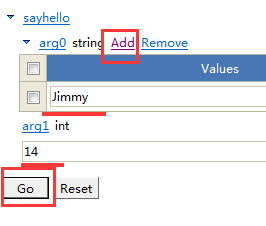 sayhello
arg0 string Add Remove
Values
Jimmy
arg1 int
14
Go Reset